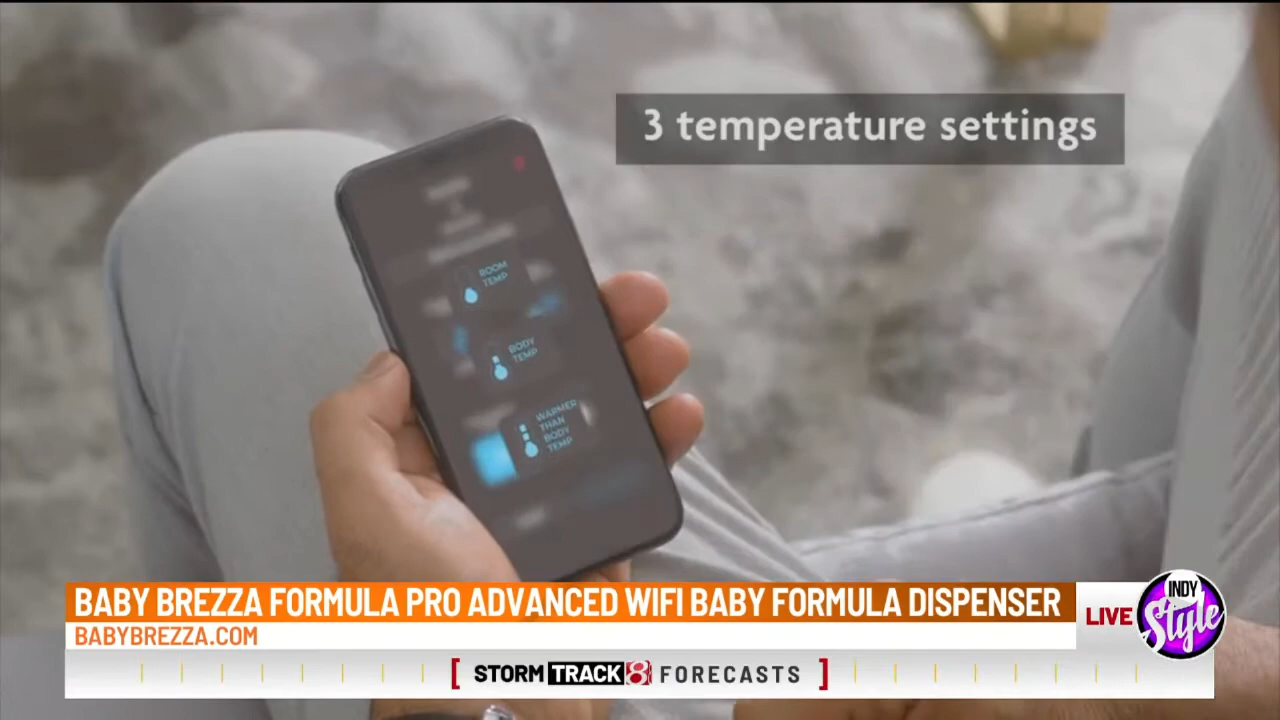 3 temperature settings
ROOM
TEMP
BODY
TEMP
WARMER
THAN
BODY
TEMP
BABY BREZZA FORMULA PRO ADVANCED WIFI BABY FORMULA DISPENSER
BABYBREZZA.COM
LIVE
INDY
Style
[ STORM TRACK 8 FORECASTS ]